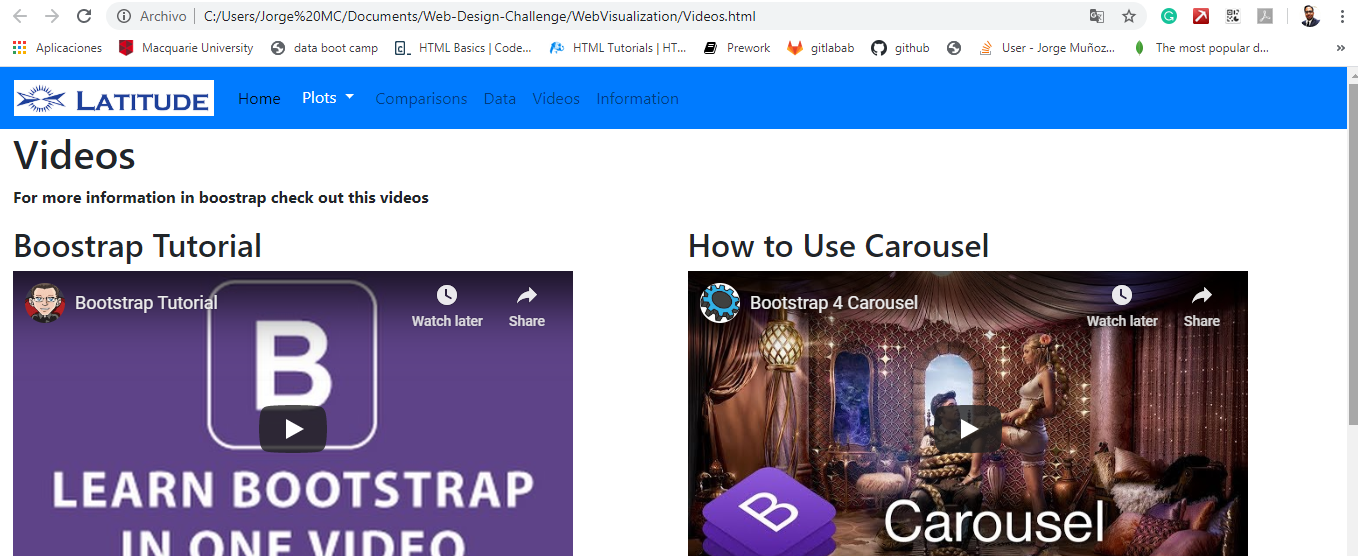 Archivo C:/Users/Jorge%20MC/Documents/Web-Design-Challenge/WebVisualization/Videos.html
Aplicaciones Macquarie University data boot camp HTML Basics | Code... HTML Tutorials | HT... Prework gitlabab github User - Jorge Muñoz... The most popular d... »
LATITUDE Home Plots Comparisons Data Videos Information
Videos
For more information in boostrap check out this videos
Boostrap Tutorial
Bootstrap Tutorial
Watch later Share
B
LEARN BOOTSTRAP
IN ONE VIDEO
How to Use Carousel
Bootstrap 4 Carousel
Watch later Share
B
Carousel